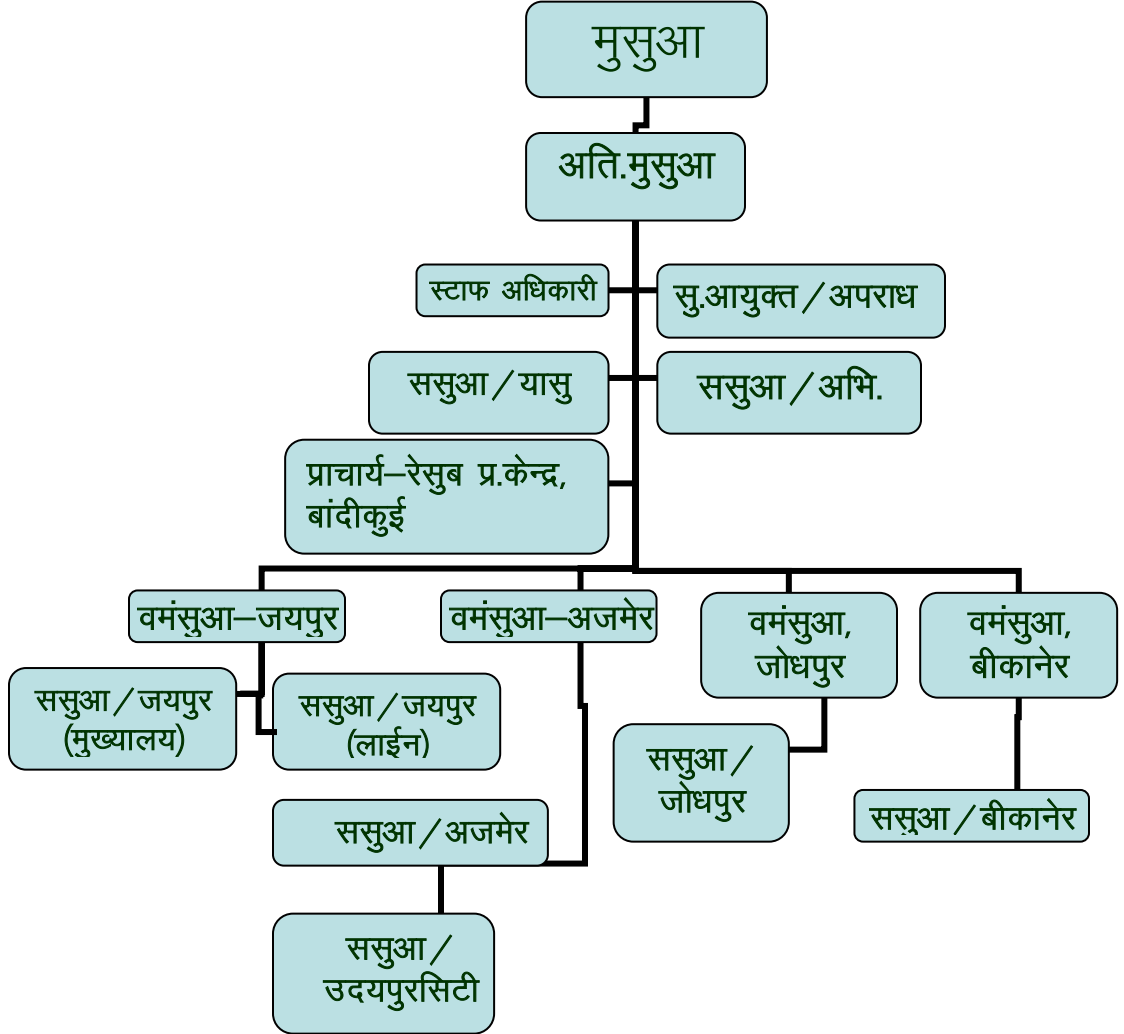 मुसुआ
अति.मुसुआ
स्टाफ अधिकारी
सु.आयुक्त/अपराध
ससुआ/यासु
ससुआ/अभि.
प्राचार्य–रेसुब प्र.केन्द्र,
बांदीकुई
वमंसुआ–जयपुर
वमंसुआ–अजमेर
वमंसुआ,
जोधपुर
वमंसुआ,
बीकानेर
ससुआ/जयपुर
(मुख्यालय)
ससुआ/जयपुर
(लाईन)
ससुआ/
जोधपुर
ससुआ/बीकानेर
ससुआ/अजमेर
ससुआ/
उदयपुरसिटी